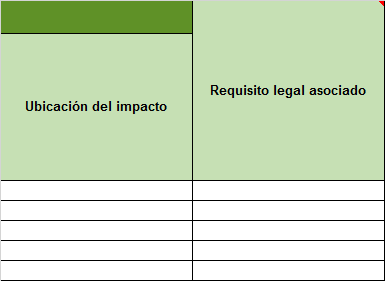 Ubicación del impacto
Requisito legal asociado